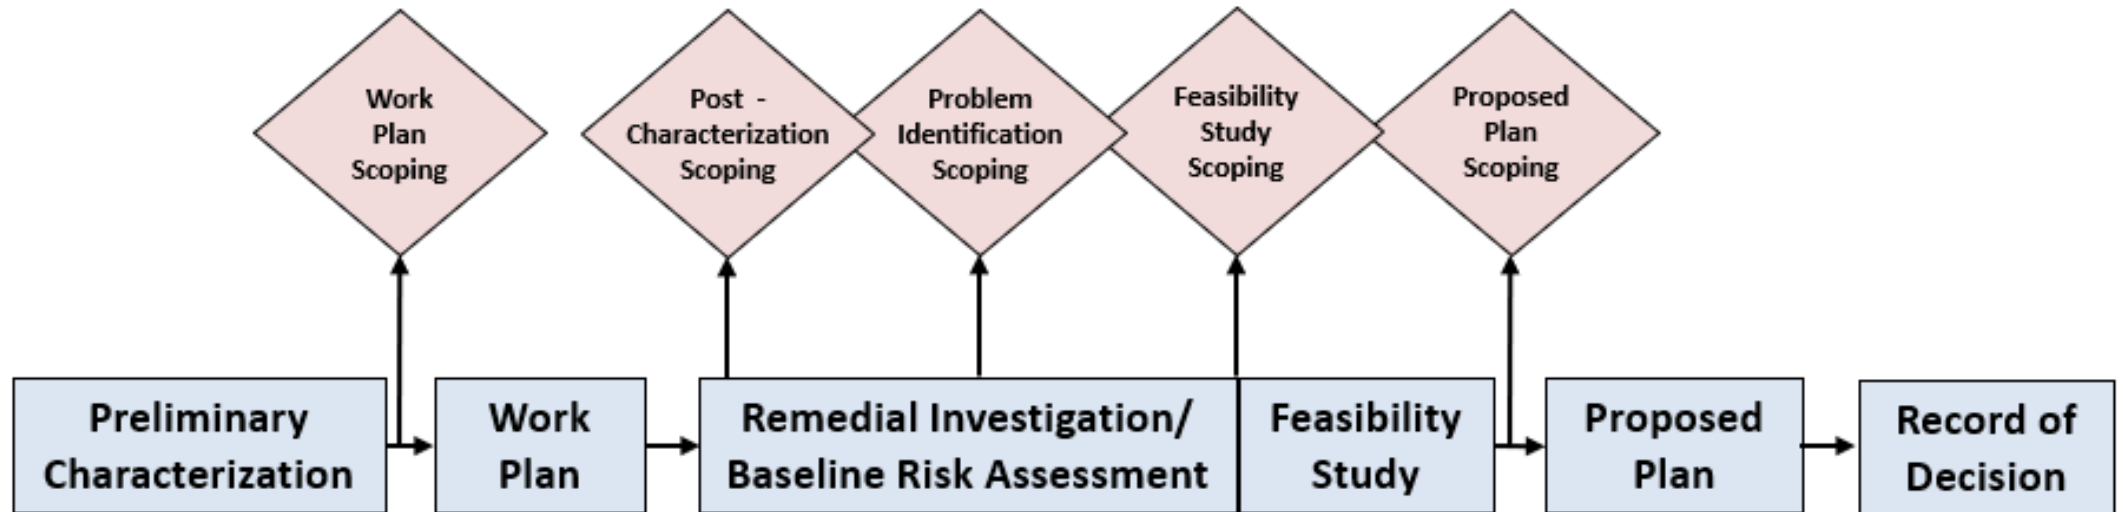 Work
Plan
Scoping
Post -
Characterization
Scoping
Problem
Identification
Scoping
Feasibility
Study
Scoping
Proposed
Plan
Scoping
Preliminary
Characterization
Work
Plan
Remedial Investigation/
Baseline Risk Assessment
Feasibility
Study
Proposed
Plan
Record of
Decision